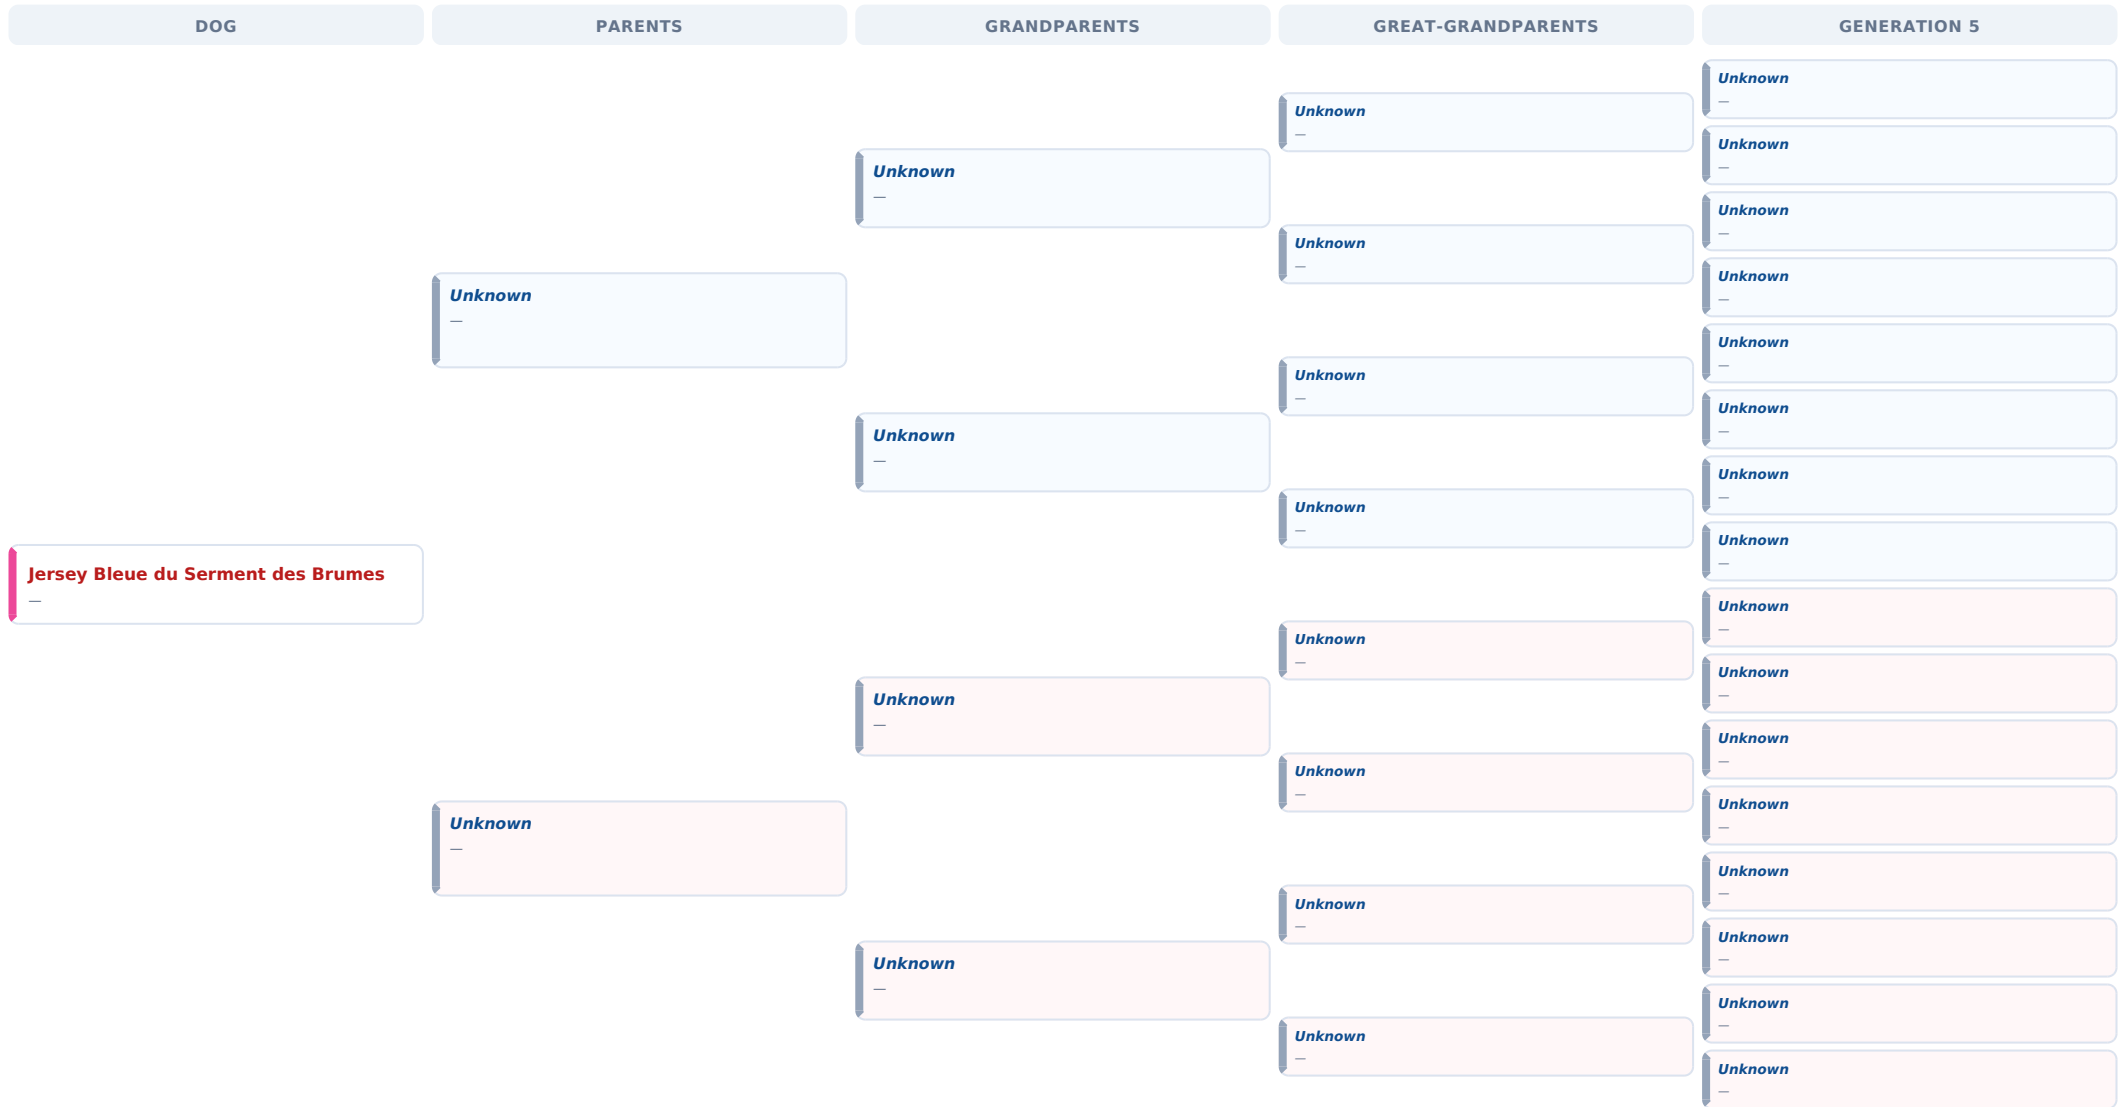 DOG
PARENTS
GRANDPARENTS
GREAT-GRANDPARENTS
GENERATION 5
Jersey Bleue du Serment des Brumes
—
Unknown
—
Unknown
—
Unknown
—
Unknown
—
Unknown
—
Unknown
—
Unknown
—
Unknown
—
Unknown
—
Unknown
—
Unknown
—
Unknown
—
Unknown
—
Unknown
—
Unknown
—
Unknown
—
Unknown
—
Unknown
—
Unknown
—
Unknown
—
Unknown
—
Unknown
—
Unknown
—
Unknown
—
Unknown
—
Unknown
—
Unknown
—
Unknown
—
Unknown
—
Unknown
—